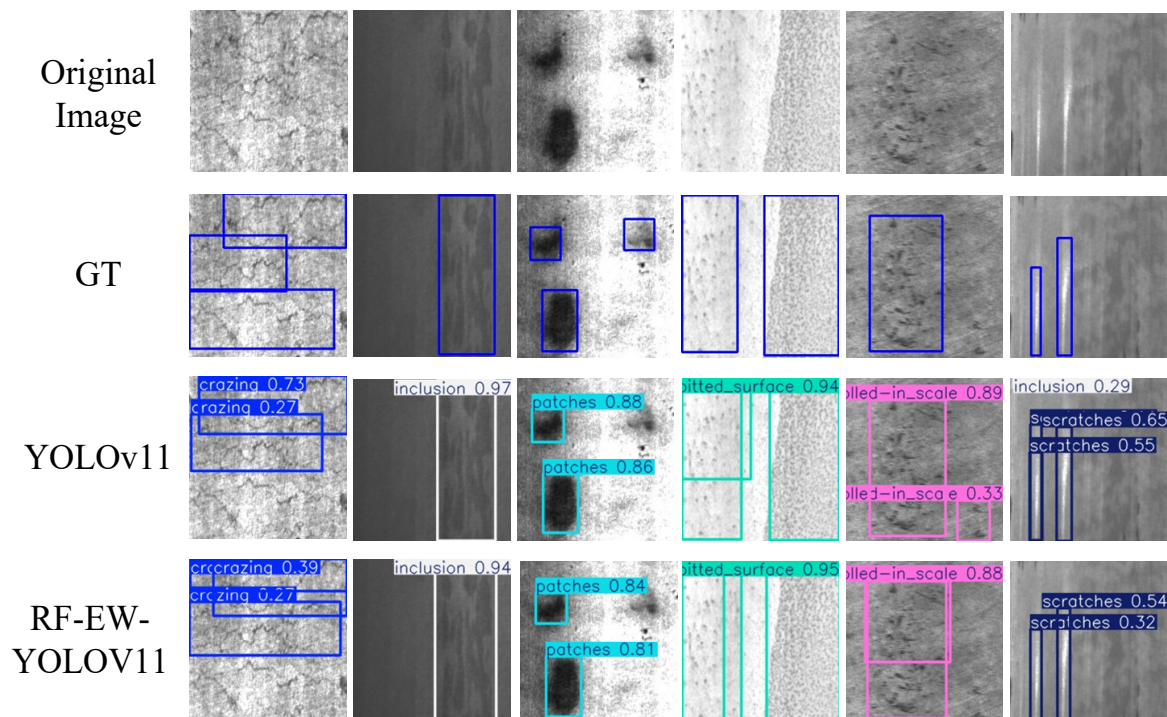 Original
Image
GT
YOLOv11
crazing 0.73
crazing 0.27
inclusion 0.97
patches 0.88
patches 0.86
pitted_surface 0.94
olled-in_scale 0.89
olled-in_scale 0.33
inclusion 0.29
scratches 0.65
scratches 0.55
RF-EW-
YOLOV11
crazing 0.39
crazing 0.27
inclusion 0.94
patches 0.84
patches 0.81
pitted_surface 0.95
olled-in_scale 0.88
scratches 0.54
scratches 0.32